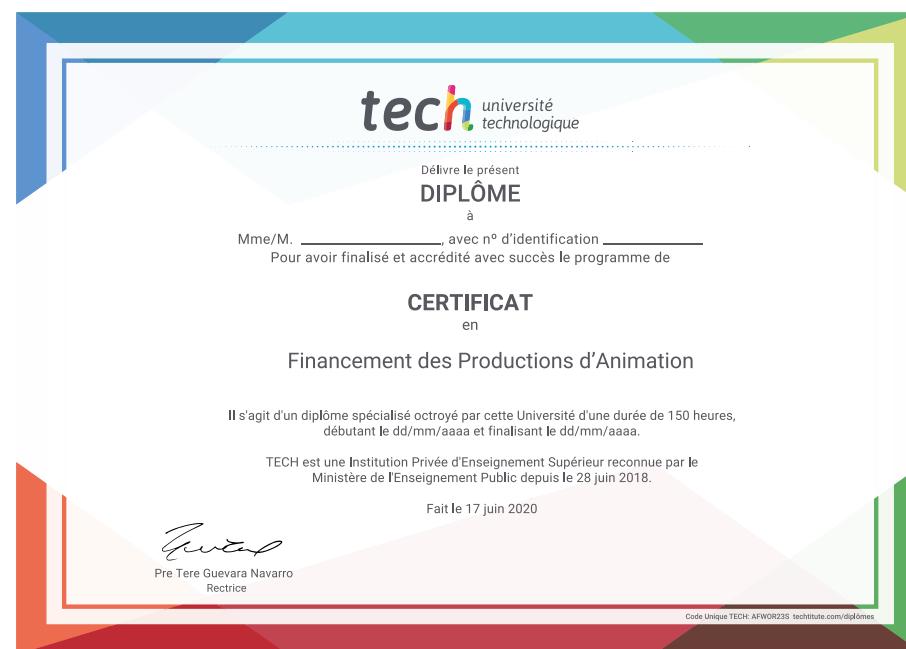 tech université
technologique
Délivre le présent
DIPLÔME
à
Mme/M. ____________________, avec nº d'identification ______________
Pour avoir finalisé et accrédité avec succès le programme de
CERTIFICAT
en
Financement des Productions d'Animation
Il s'agit d'un diplôme spécialisé octroyé par cette Université d'une durée de 150 heures,
débutant le dd/mm/aaaa et finalisant le dd/mm/aaaa.
TECH est une Institution Privée d'Enseignement Supérieur reconnue par le
Ministère de l'Enseignement Public depuis le 28 juin 2018.
Fait le 17 juin 2020
Pre Tere Guevara Navarro
Rectrice
Code Unique TECH: AFWOR23S techtitute.com/diplômes